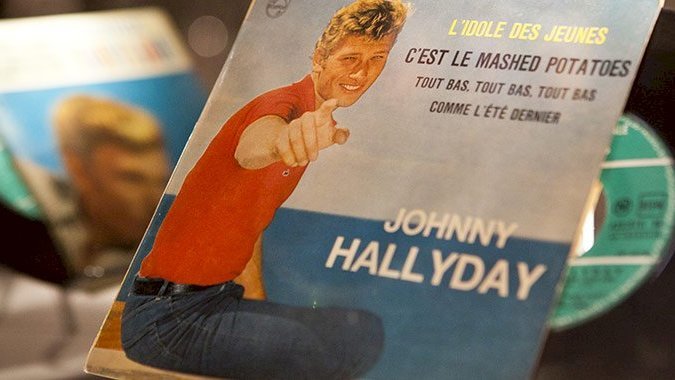 L'IDOLE DES JEUNES
C'EST LE MASHED POTATOES
TOUT BAS, TOUT BAS, TOUT BAS
COMME L'ÉTÉ DERNIER
JOHNNY
HALLYDAY